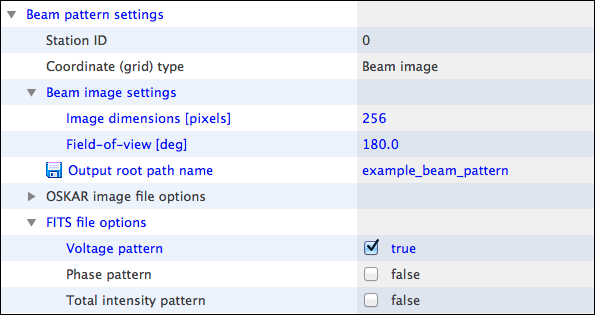 Beam pattern settings
Station ID 0
Coordinate (grid) type Beam image
Beam image settings
Image dimensions [pixels] 256
Field-of-view [deg] 180.0
Output root path name example_beam_pattern
OSKAR image file options
FITS file options
Voltage pattern true
Phase pattern false
Total intensity pattern false